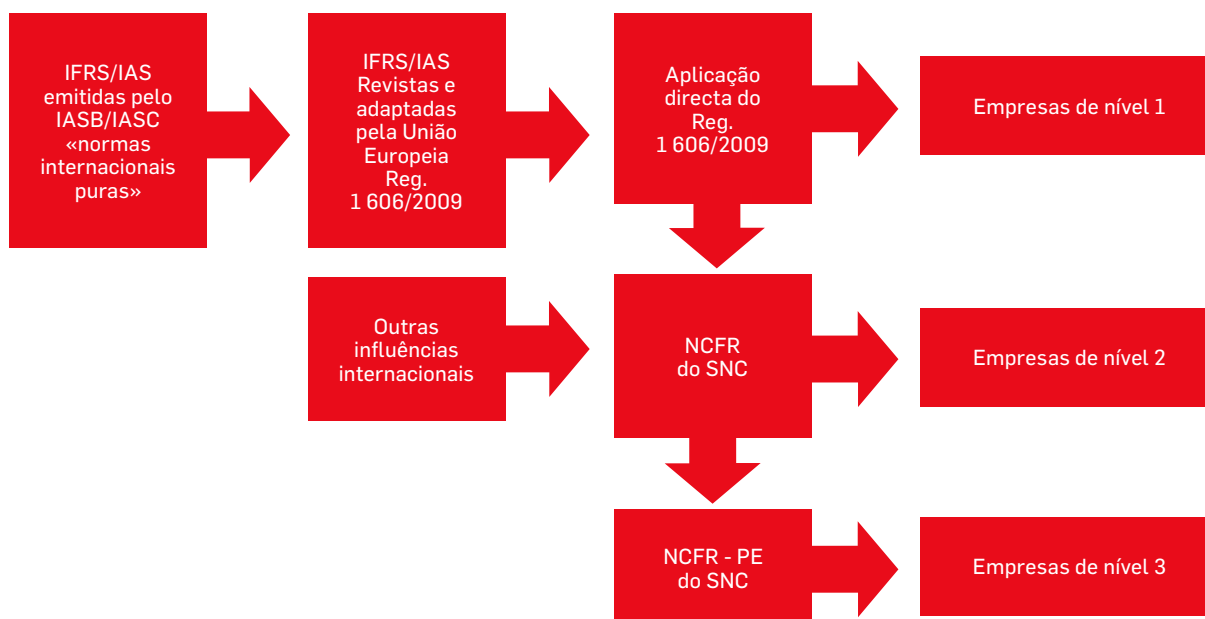 IFRS/IAS
emitidas pelo
IASB/IASC
«normas
internacionais
puras»
IFRS/IAS
Revistas e
adaptadas
pela União
Europeia
Reg.
1 606/2009
Aplicação
directa do
Reg.
1 606/2009
Empresas de nível 1
Outras
influências
internacionais
NCFR
do SNC
Empresas de nível 2
NCFR - PE
do SNC
Empresas de nível 3